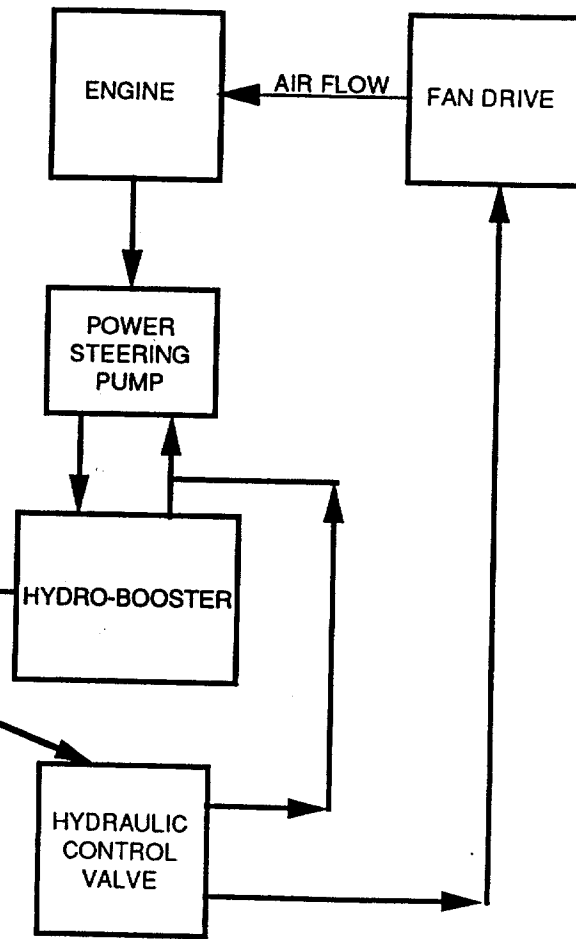 ENGINE
AIR FLOW
FAN DRIVE
POWER
STEERING
PUMP
HYDRO-BOOSTER
HYDRAULIC
CONTROL
VALVE